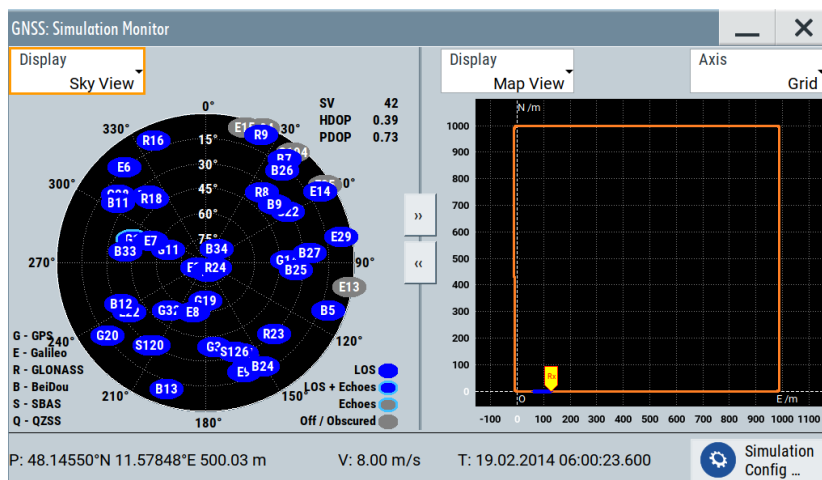 GNSS: Simulation Monitor
Display
Sky View
Display
Map View
Axis
Grid
SV 42
HDOP 0.39
PDOP 0.73
0°
30°
90°
120°
150°
180°
210°
240°
270°
300°
330°
15°
30°
45°
60°
75°
R16
R9
E6
B7
B26
E14
R18
B11
R8
B9
E29
E7
G11
B33
B34
R24
B27
B25
E13
B12
G20
S120
G19
E8
B5
R23
B24
B13
G - GPS
E - Galileo
R - GLONASS
B - BeiDou
S - SBAS
Q - QZSS
LOS
LOS + Echoes
Echoes
Off / Obscured
»
«
N /m
1000
900
800
700
600
500
400
300
200
100
0
Rx
O
E /m
-100 0 100 200 300 400 500 600 700 800 900 1000 1100
P: 48.14550°N 11.57848°E 500.03 m
V: 8.00 m/s
T: 19.02.2014 06:00:23.600
Simulation
Config ...